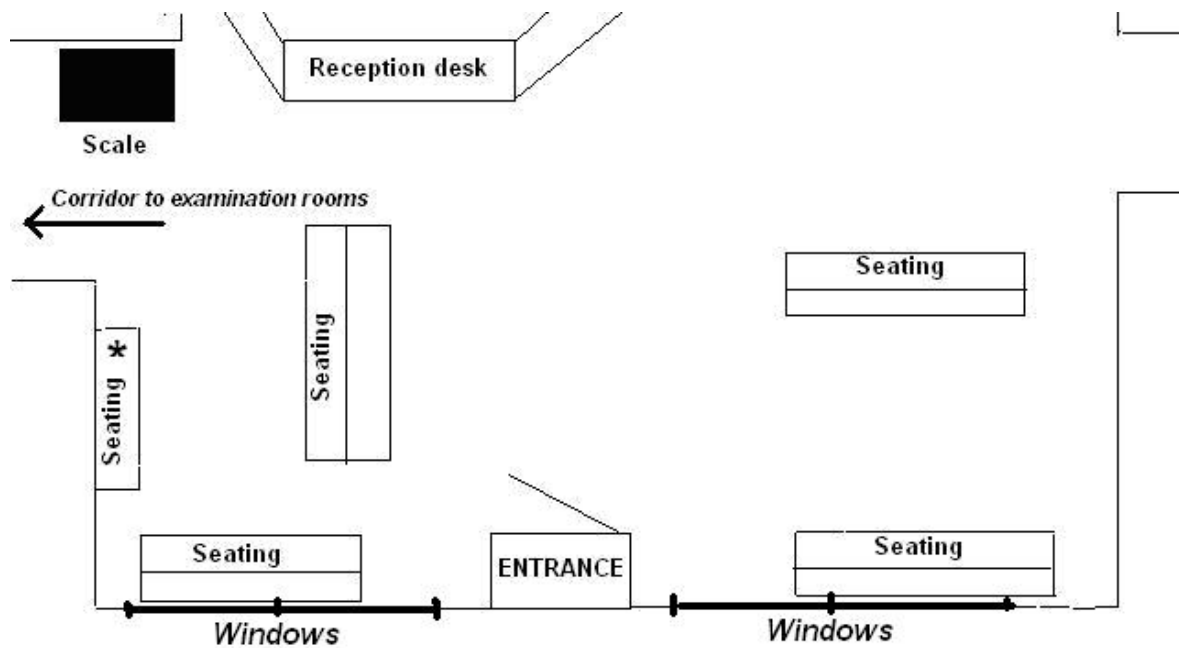 Reception desk
Scale
Corridor to examination rooms
Seating
Seating
Seating *
Seating
ENTRANCE
Seating
Windows
Windows